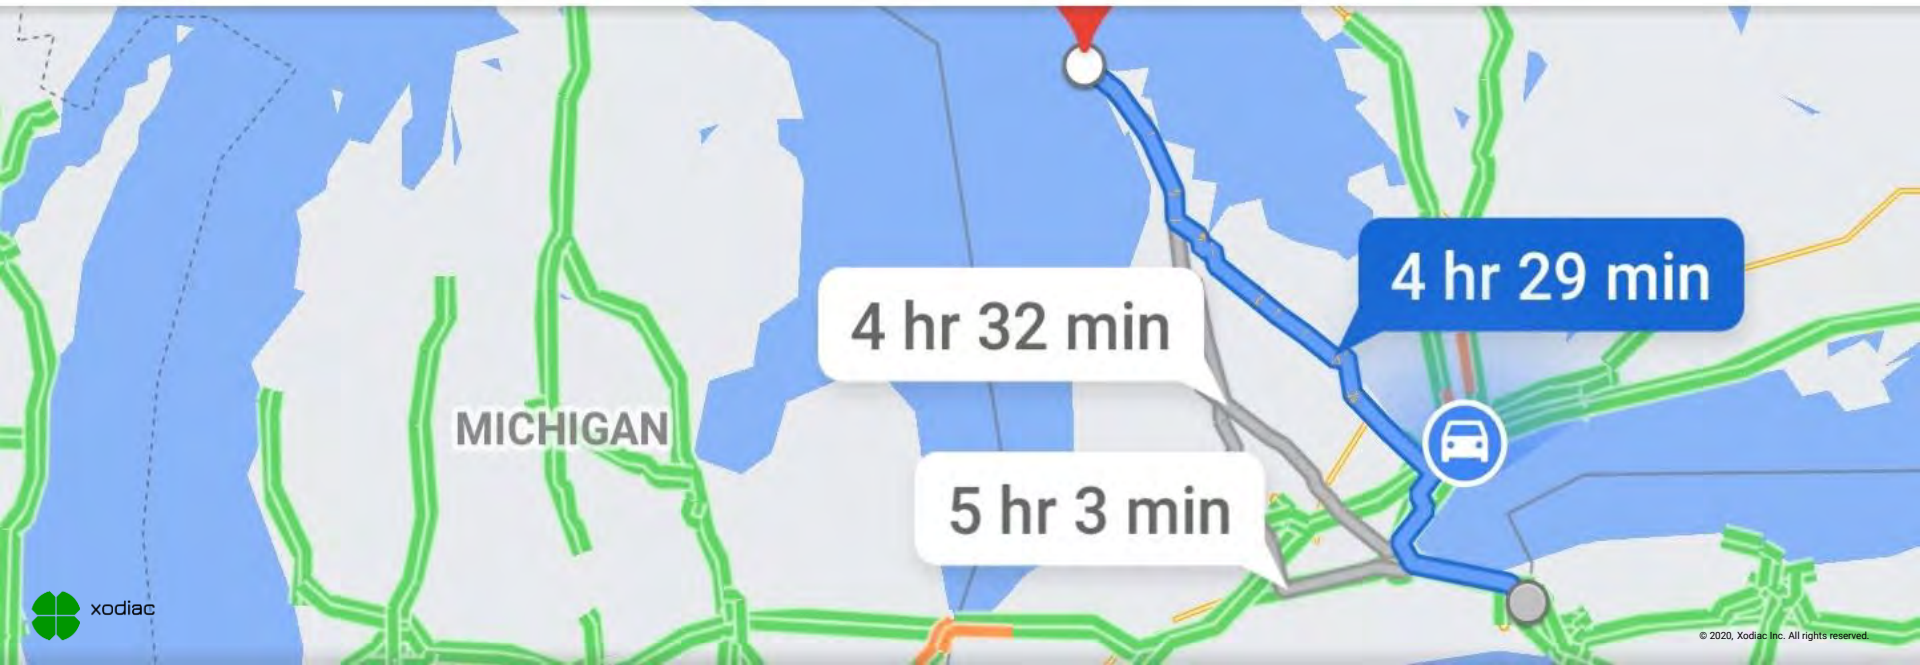 4 hr 29 min
4 hr 32 min
MICHIGAN
5 hr 3 min
xodiac
© 2020, Xodiac Inc. All rights reserved.